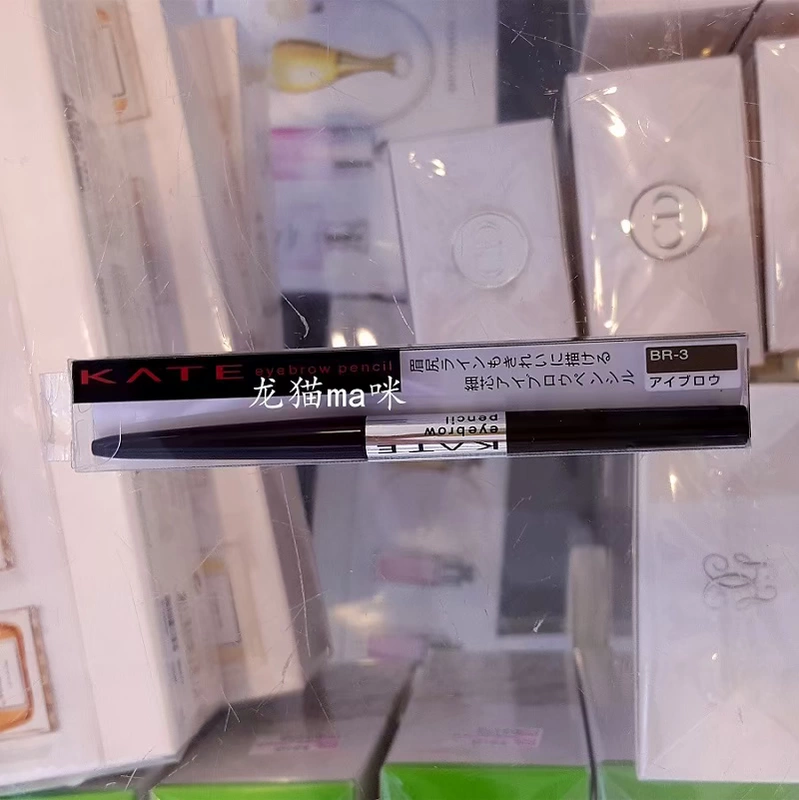 KATE eyebrow pencil
眉尻ラインもきれいに描ける
細芯アイブロウペンシル
BR-3
アイブロウ
龙猫ma咪
KATE
eyebrow
pencil
CD
CD